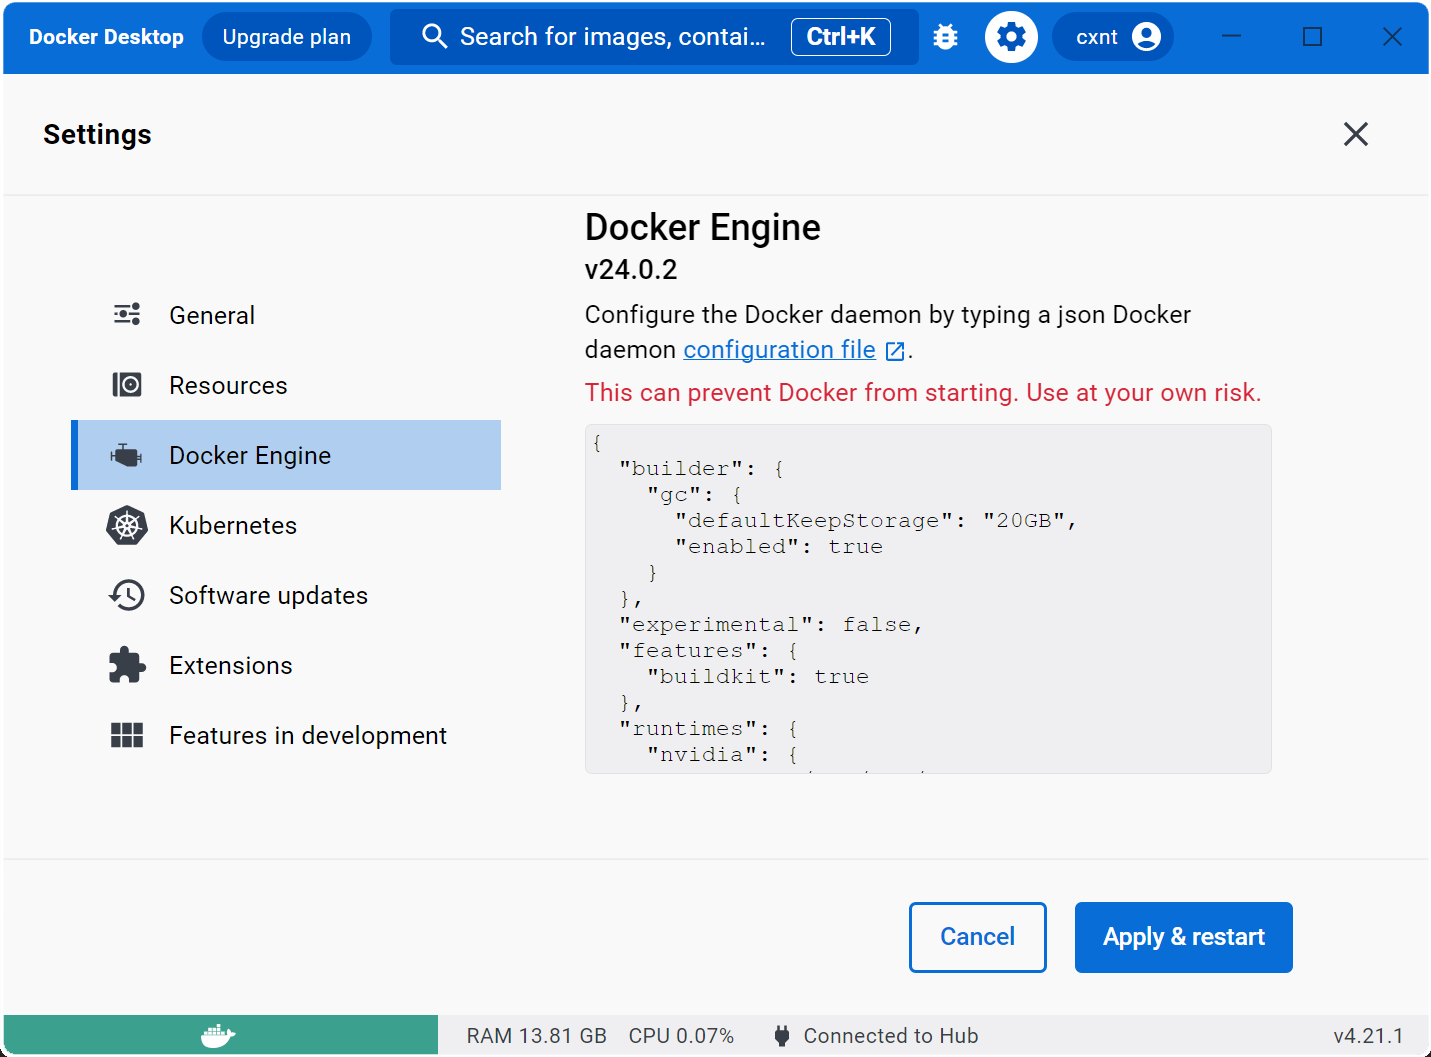 Docker Desktop
Upgrade plan
Search for images, contai...
Ctrl+K
cxnt
Settings
General
Resources
Docker Engine
Kubernetes
Software updates
Extensions
Features in development
Docker Engine
v24.0.2
Configure the Docker daemon by typing a json Docker
daemon configuration file .
This can prevent Docker from starting. Use at your own risk.
{
  "builder": {
    "gc": {
      "defaultKeepStorage": "20GB",
      "enabled": true
    }
  },
  "experimental": false,
  "features": {
    "buildkit": true
  },
  "runtimes": {
    "nvidia": {
Cancel
Apply & restart
RAM 13.81 GB
CPU 0.07%
Connected to Hub
v4.21.1